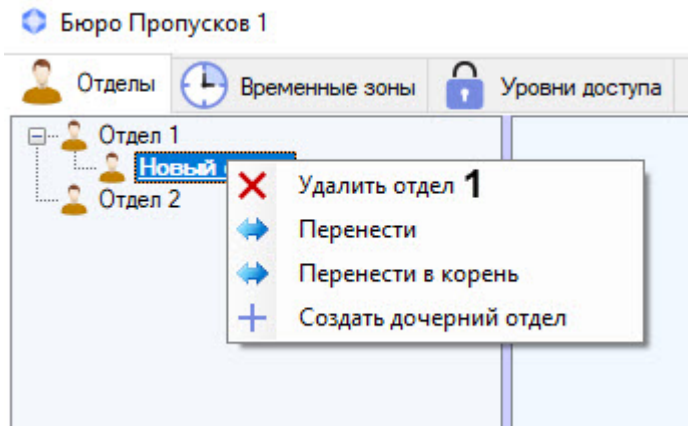 Бюро Пропусков 1
Отделы Временные зоны Уровни доступа
Отдел 1
Новый
Отдел 2
Удалить отдел 1
Перенести
Перенести в корень
Создать дочерний отдел